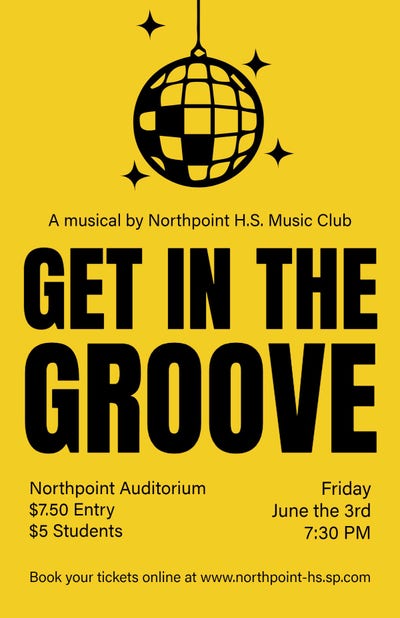 A musical by Northpoint H.S. Music Club
GET IN THE
GROOVE
Northpoint Auditorium
$7.50 Entry
$5 Students
Friday
June the 3rd
7:30 PM
Book your tickets online at www.northpoint-hs.sp.com